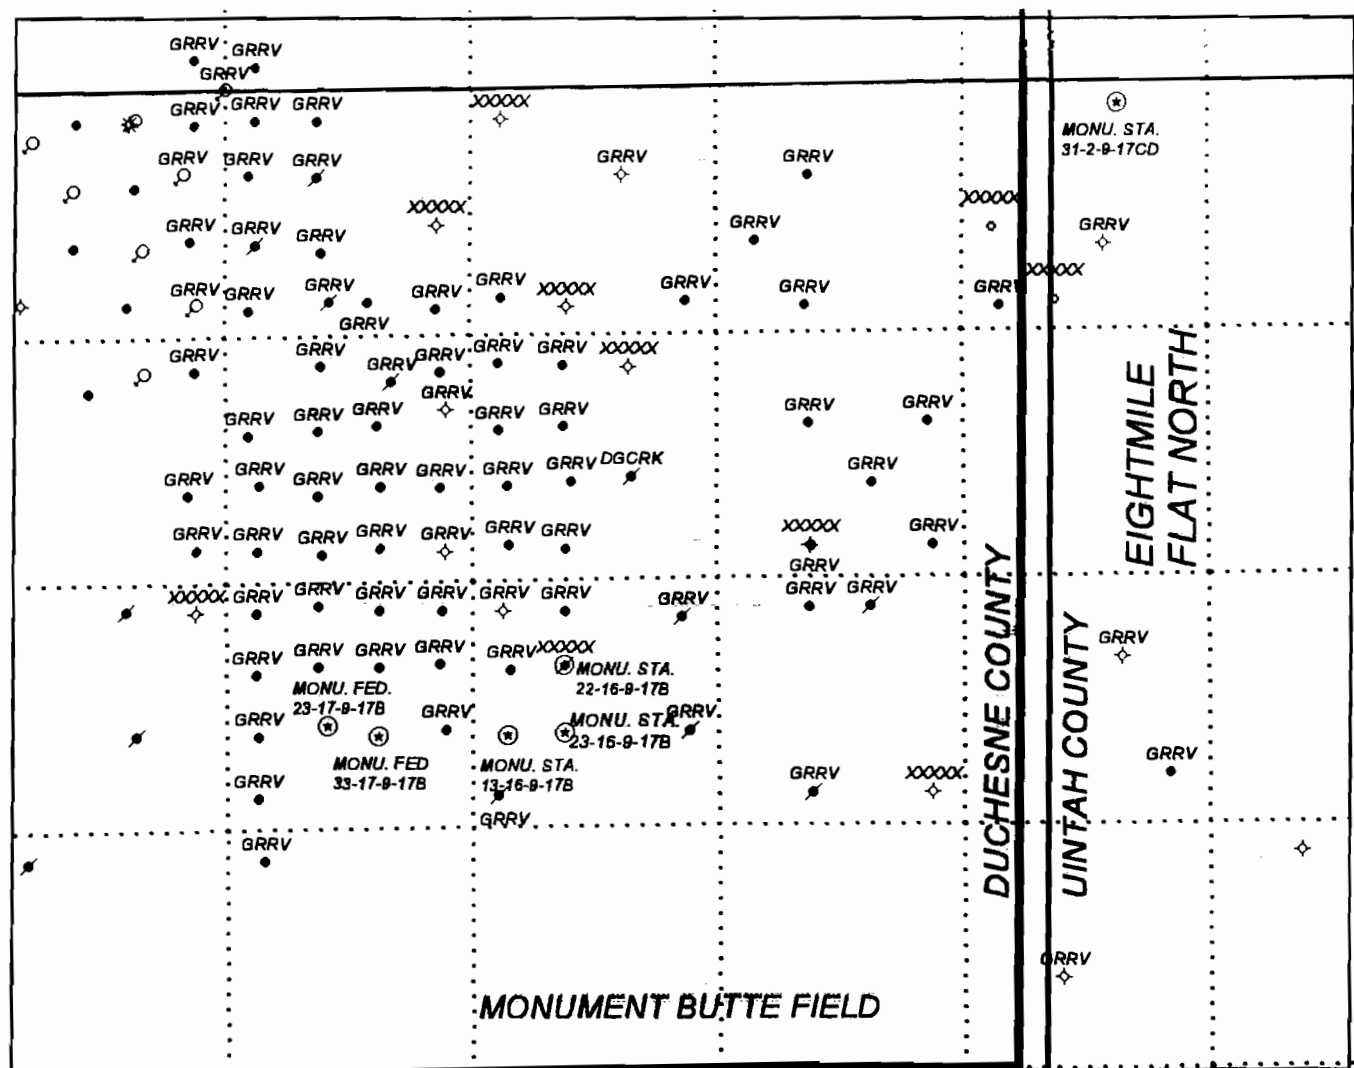 GRRV GRRV
GRRV
GRRV GRRV GRRV XXXXX
MONU. STA.
31-2-9-17CD
GRRV GRRV GRRV GRRV
XXXXX XXXXX
GRRV GRRV GRRV GRRV
XXXXX
GRRV GRRV GRRV GRRV GRRV XXXXX GRRV GRRV GRRV
GRRV
GRRV GRRV GRRV GRRV GRRV XXXXX
GRRV
GRRV
GRRV GRRV GRRV GRRV GRRV GRRV GRRV
GRRV GRRV GRRV GRRV GRRV GRRV GRRV DGCRK GRRV
GRRV GRRV GRRV GRRV GRRV GRRV GRRV XXXXX GRRV
GRRV
EIGHTMILE
FLAT NORTH
XXXXX GRRV GRRV GRRV GRRV GRRV GRRV GRRV GRRV GRRV
GRRV GRRV GRRV GRRV GRRV XXXXX GRRV
MONU. STA.
22-16-9-17B
MONU. FED.
23-17-9-17B
GRRV GRRV GRRV
MONU. STA.
23-16-9-17B
MONU. FED
33-17-9-17B
MONU. STA.
13-16-9-17B
GRRV
GRRV GRRV XXXXX GRRV
GRRV
DUCHESNE COUNTY
UINTAH COUNTY
GRRV
MONUMENT BUTTE FIELD